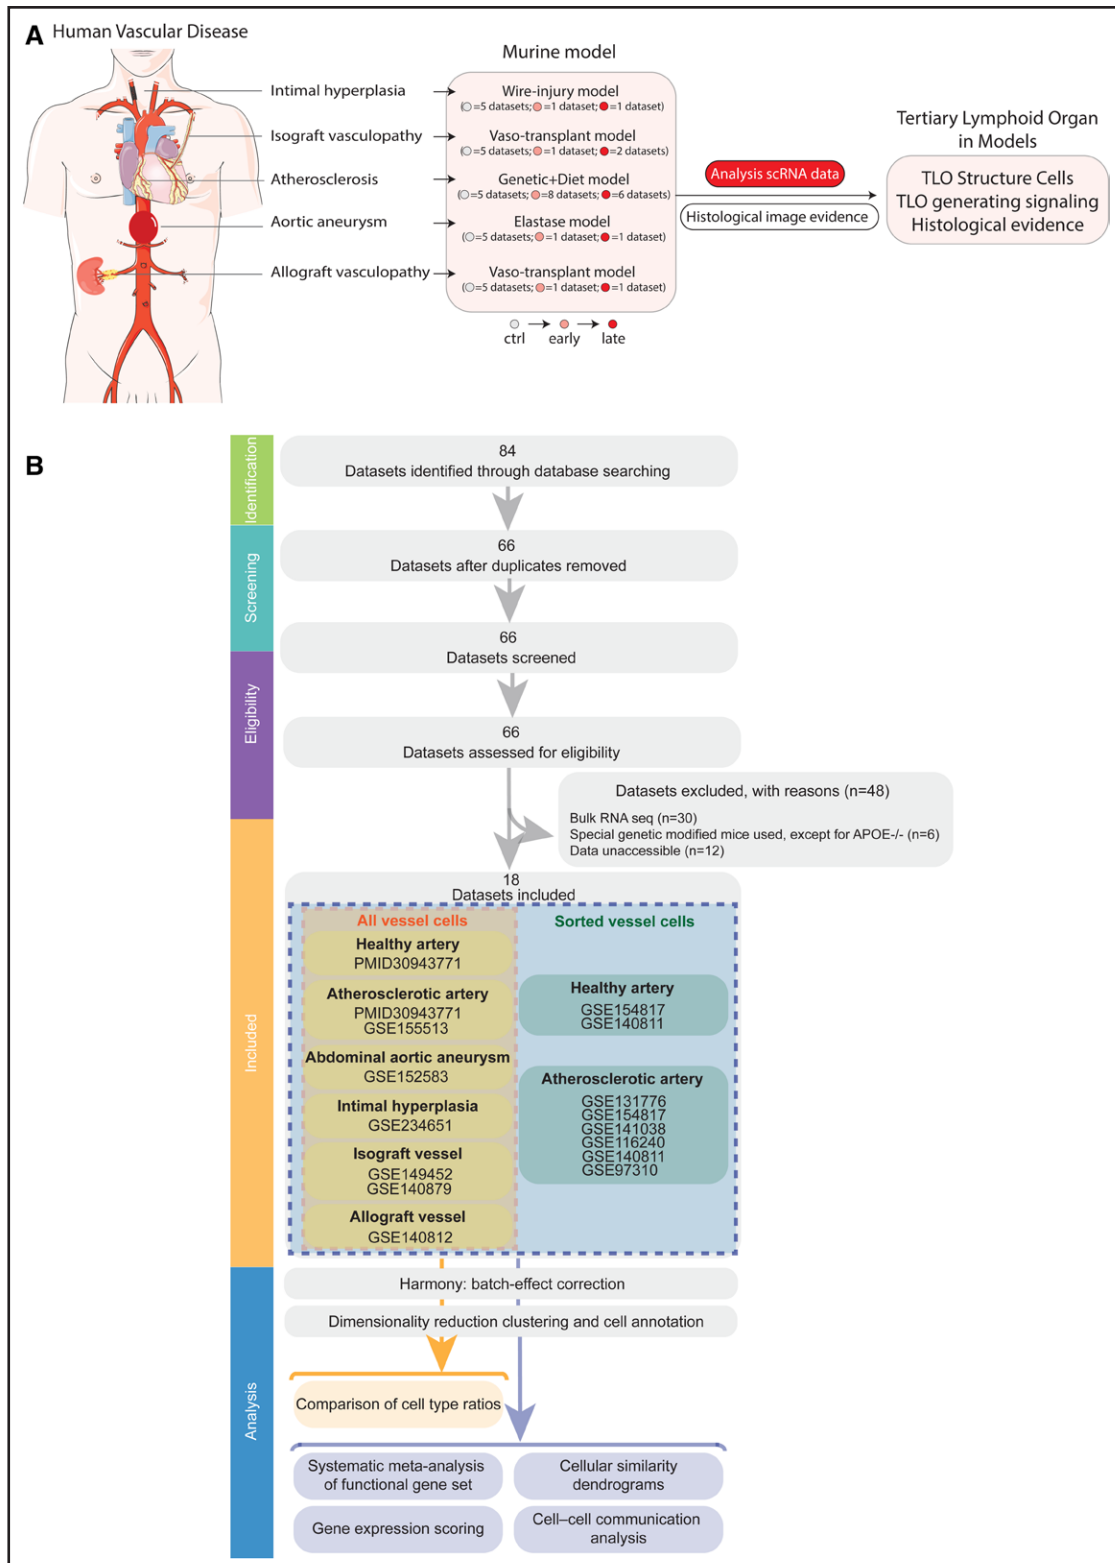 A Human Vascular Disease
Intimal hyperplasia
Isograft vasculopathy
Atherosclerosis
Aortic aneurysm
Allograft vasculopathy
Murine model
Wire-injury model
(=5 datasets; =1 dataset; =1 dataset)
Vaso-transplant model
(=5 datasets; =1 dataset; =2 datasets)
Genetic+Diet model
(=5 datasets; =8 datasets; =6 datasets)
Elastase model
(=5 datasets; =1 dataset; =1 dataset)
Vaso-transplant model
(=5 datasets; =1 dataset; =1 dataset)
ctrl early late
Analysis scRNA data
Histological image evidence
Tertiary Lymphoid Organ
in Models
TLO Structure Cells
TLO generating signaling
Histological evidence
B
Identification
84
Datasets identified through database searching
Screening
66
Datasets after duplicates removed
66
Datasets screened
Eligibility
66
Datasets assessed for eligibility
Datasets excluded, with reasons (n=48)
Bulk RNA seq (n=30)
Special genetic modified mice used, except for APOE-/- (n=6)
Data unaccessible (n=12)
Included
18
Datasets included
All vessel cells
Healthy artery
PMID30943771
Atherosclerotic artery
PMID30943771
GSE155513
Abdominal aortic aneurysm
GSE152583
Intimal hyperplasia
GSE234651
Isograft vessel
GSE149452
GSE140879
Allograft vessel
GSE140812
Sorted vessel cells
Healthy artery
GSE154817
GSE140811
Atherosclerotic artery
GSE131776
GSE154817
GSE141038
GSE116240
GSE140811
GSE97310
Analysis
Harmony: batch-effect correction
Dimensionality reduction clustering and cell annotation
Comparison of cell type ratios
Systematic meta-analysis
of functional gene set
Cellular similarity
dendrograms
Gene expression scoring
Cell–cell communication
analysis